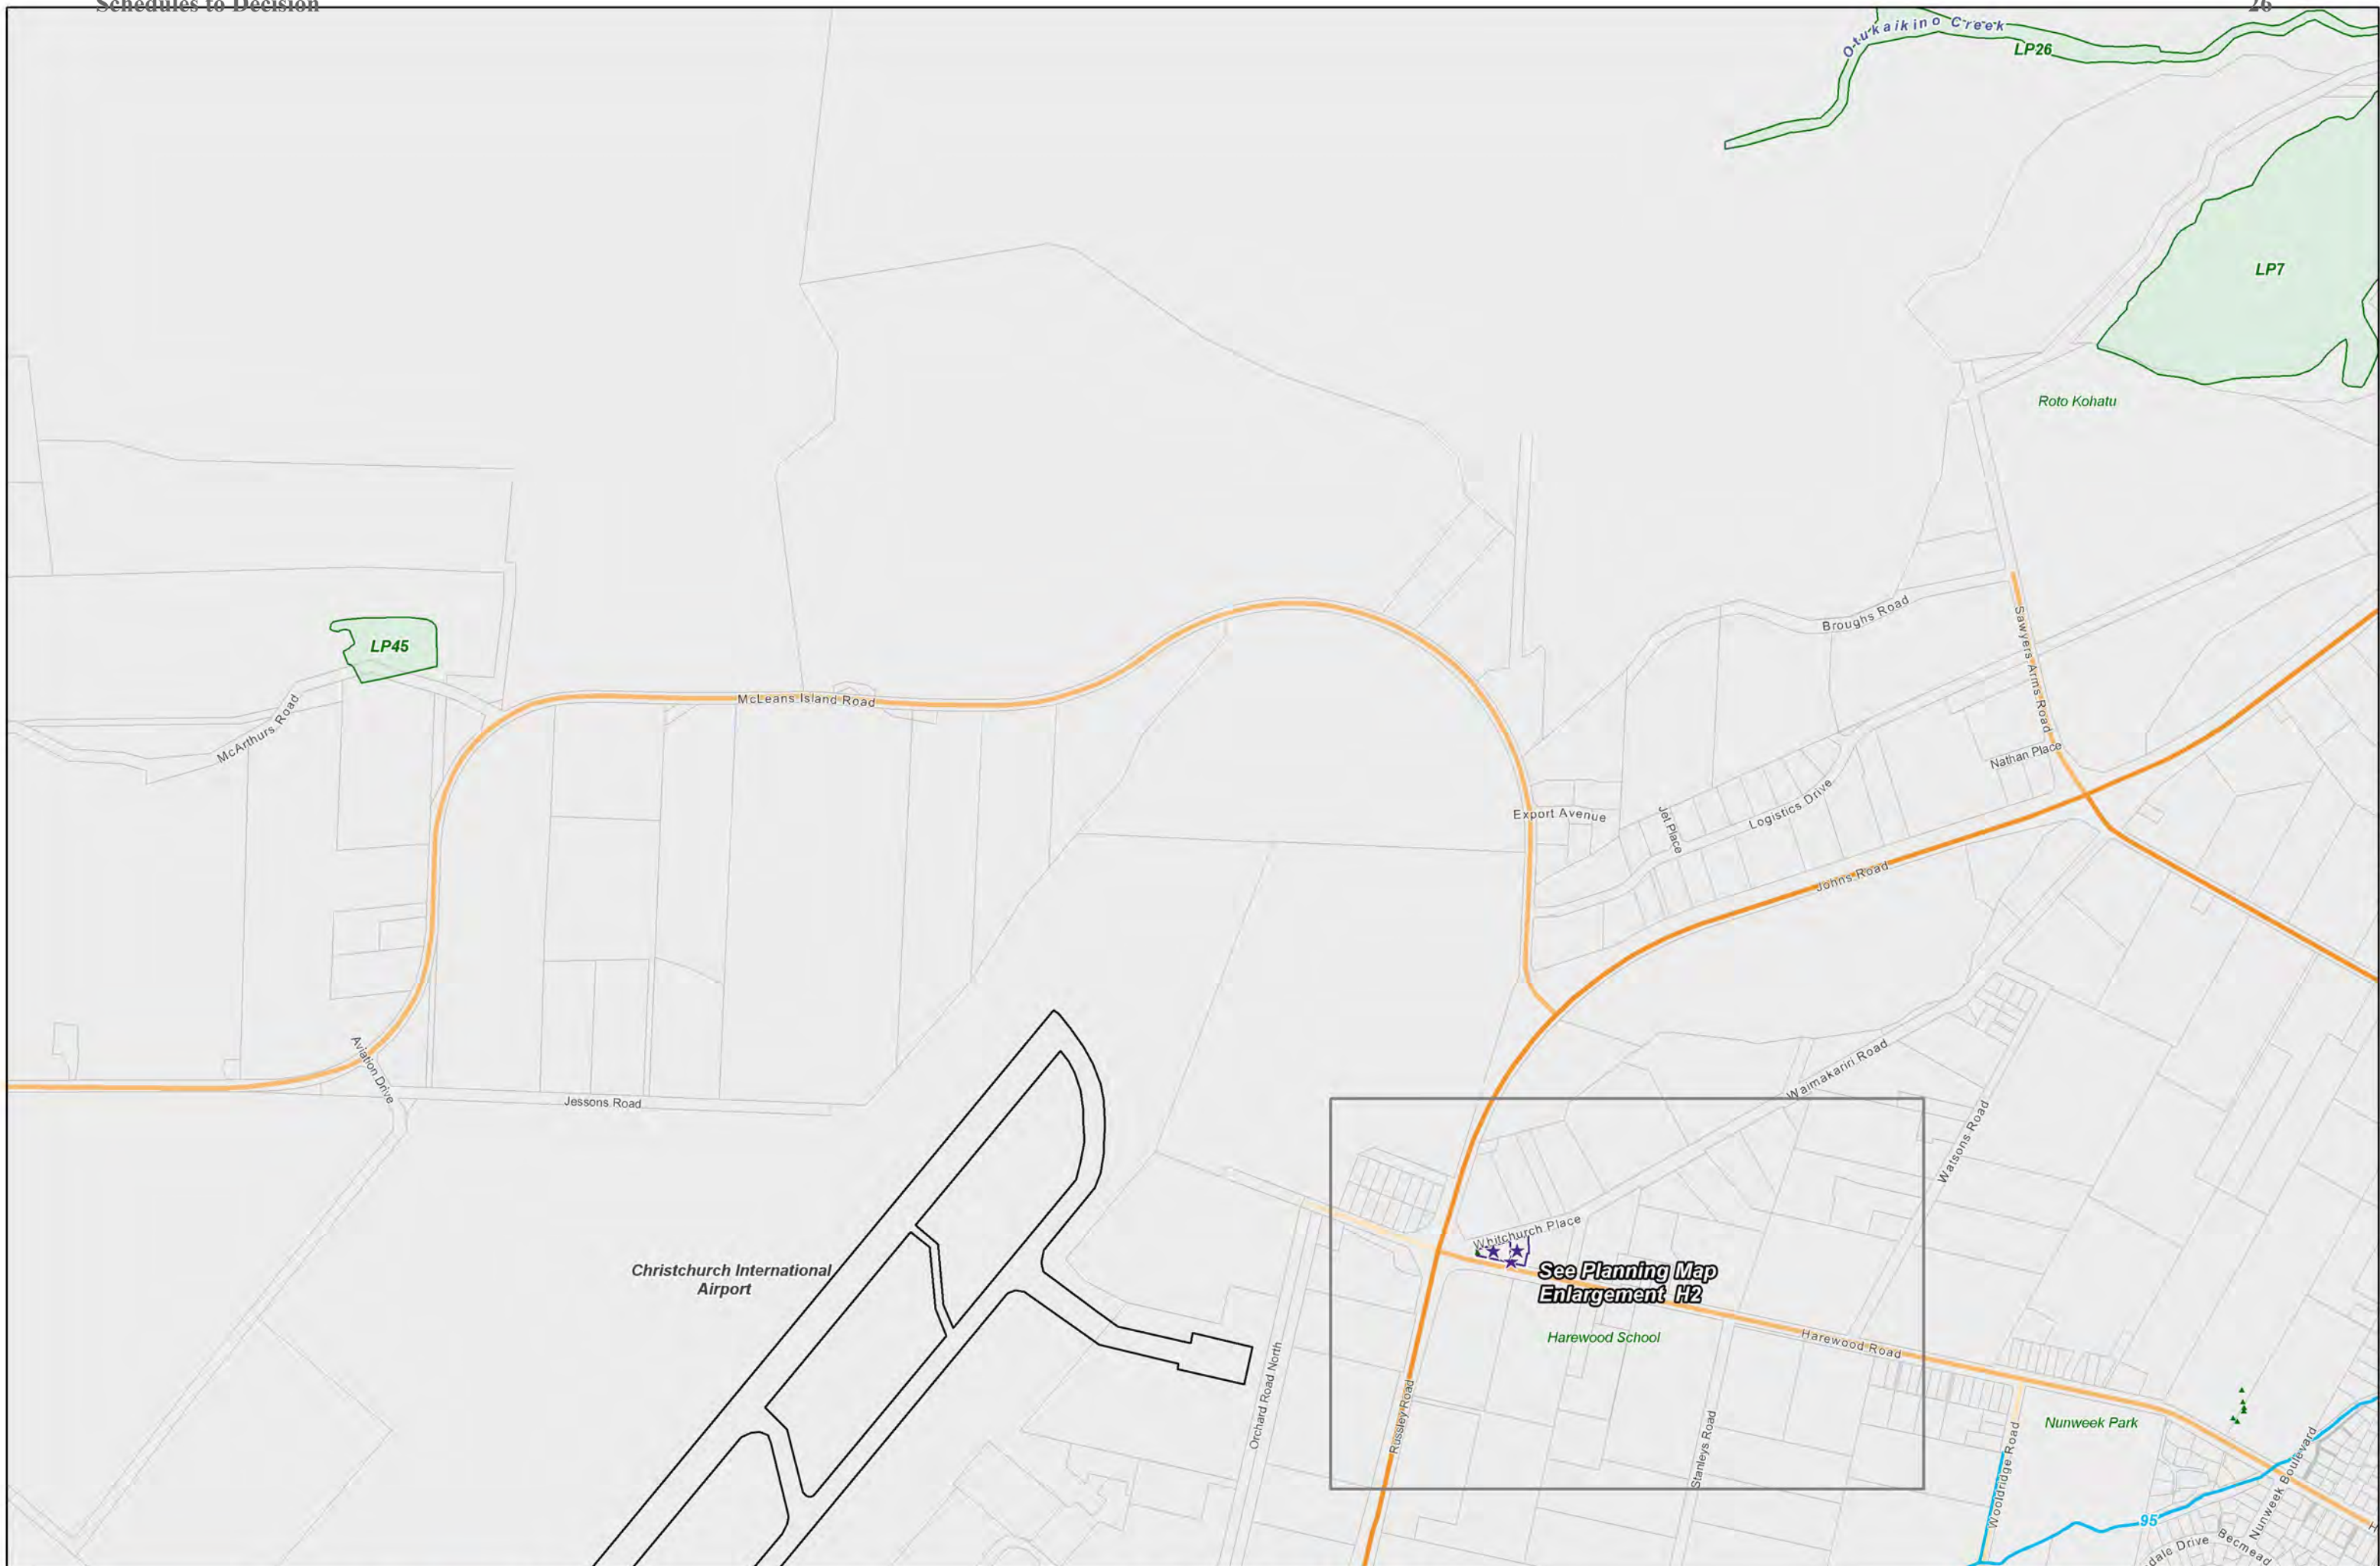 Schedules to Decision
26
Otukaikino Creek
LP26
LP7
Roto Kohatu
LP45
McArthurs Road
McLeans Island Road
Broughs Road
Sawyers Arms Road
Nathan Place
Export Avenue
Jet Place
Logistics Drive
Johns Road
Aviation Drive
Jessons Road
Waimakariri Road
Watsons Road
Whitchurch Place
Christchurch International
Airport
See Planning Map
Enlargement H2
Harewood School
Harewood Road
Orchard Road North
Russley Road
Stanleys Road
Nunweek Park
Wooldridge Road
Nunweek Boulevard
95
dale Drive
Becmead
H